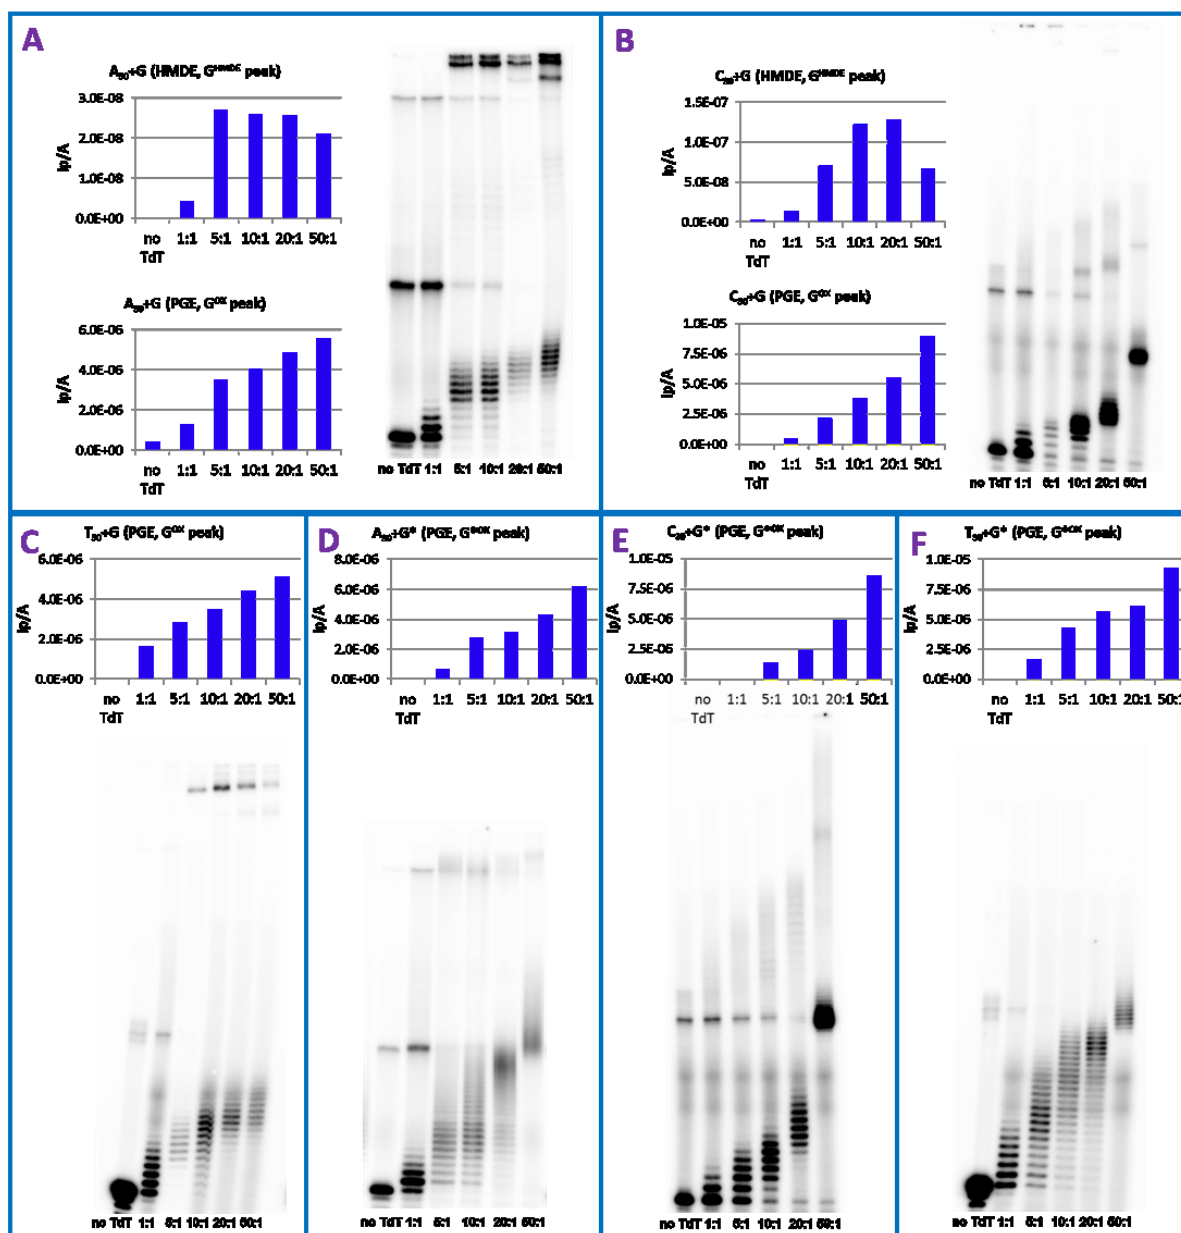 A
A₃₀+G (HMDE, Gᴴᴹᴰᴱ peak)
Ip/A
3.0E-08
2.0E-08
1.0E-08
0.0E+00
no TdT 1:1 5:1 10:1 20:1 50:1
A₃₀+G (PGE, Gᴼˣ peak)
Ip/A
6.0E-06
4.0E-06
2.0E-06
0.0E+00
no TdT 1:1 5:1 10:1 20:1 50:1
no TdT 1:1 5:1 10:1 20:1 50:1
B
C₃₀+G (HMDE, Gᴴᴹᴰᴱ peak)
Ip/A
1.5E-07
1.0E-07
5.0E-08
0.0E+00
no TdT 1:1 5:1 10:1 20:1 50:1
C₃₀+G (PGE, Gᴼˣ peak)
Ip/A
1.0E-05
7.5E-06
5.0E-06
2.5E-06
0.0E+00
no TdT 1:1 5:1 10:1 20:1 50:1
no TdT 1:1 5:1 10:1 20:1 50:1
C
T₃₀+G (PGE, Gᴼˣ peak)
Ip/A
6.0E-06
4.0E-06
2.0E-06
0.0E+00
no TdT 1:1 5:1 10:1 20:1 50:1
no TdT 1:1 5:1 10:1 20:1 50:1
D
A₃₀+G* (PGE, G*ᴼˣ peak)
Ip/A
8.0E-06
6.0E-06
4.0E-06
2.0E-06
0.0E+00
no TdT 1:1 5:1 10:1 20:1 50:1
no TdT 1:1 5:1 10:1 20:1 50:1
E
C₃₀+G* (PGE, G*ᴼˣ peak)
Ip/A
1.0E-05
7.5E-06
5.0E-06
2.5E-06
0.0E+00
no TdT 1:1 5:1 10:1 20:1 50:1
no TdT 1:1 5:1 10:1 20:1 50:1
F
T₃₀+G* (PGE, G*ᴼˣ peak)
Ip/A
1.0E-05
7.5E-06
5.0E-06
2.5E-06
0.0E+00
no TdT 1:1 5:1 10:1 20:1 50:1
no TdT 1:1 5:1 10:1 20:1 50:1